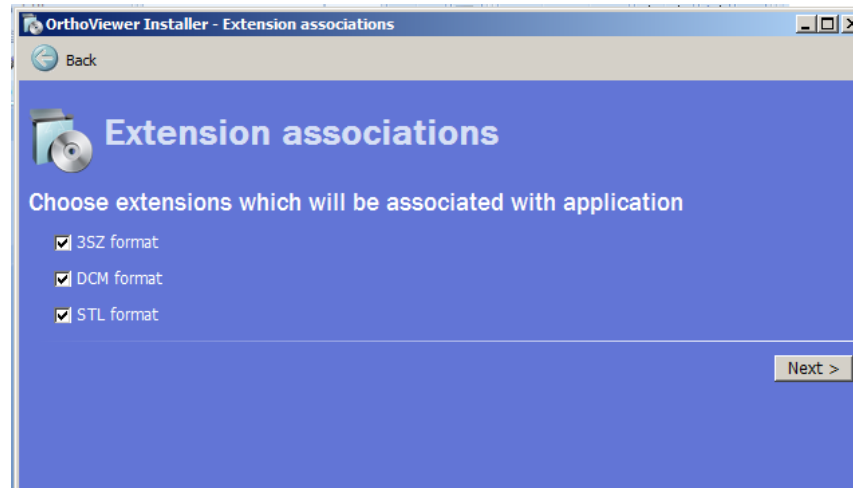 OrthoViewer Installer - Extension associations
Back
Extension associations
Choose extensions which will be associated with application
3SZ format
DCM format
STL format
Next >